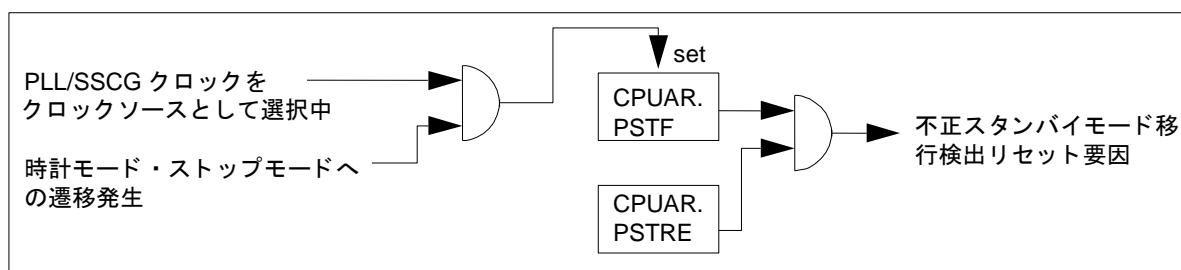 PLL/SSCG クロックを
クロックソースとして選択中
時計モード・ストップモードへ
の遷移発生
set
CPUAR.
PSTF
CPUAR.
PSTRE
不正スタンバイモード移
行検出リセット要因